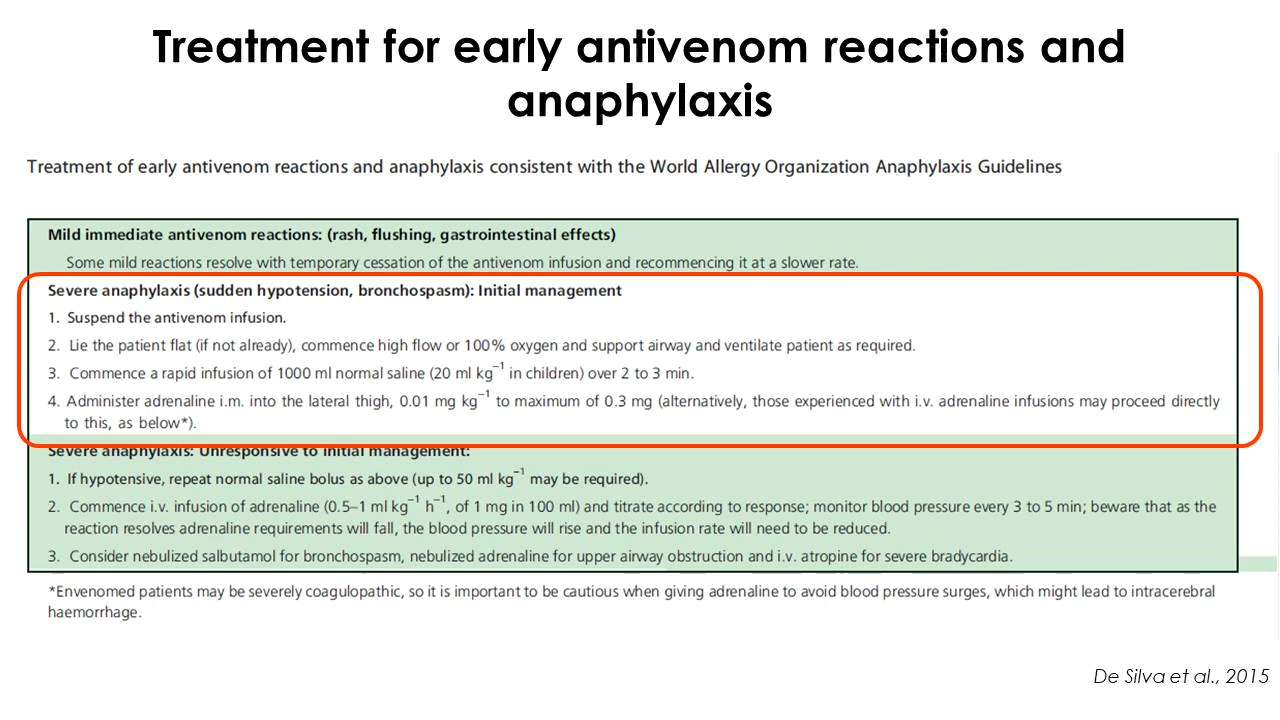 Treatment for early antivenom reactions and
anaphylaxis
Treatment of early antivenom reactions and anaphylaxis consistent with the World Allergy Organization Anaphylaxis Guidelines
Mild immediate antivenom reactions: (rash, flushing, gastrointestinal effects)
Some mild reactions resolve with temporary cessation of the antivenom infusion and recommencing it at a slower rate.
Severe anaphylaxis (sudden hypotension, bronchospasm): Initial management
1. Suspend the antivenom infusion.
2. Lie the patient flat (if not already), commence high flow or 100% oxygen and support airway and ventilate patient as required.
3. Commence a rapid infusion of 1000 ml normal saline (20 ml kg⁻¹ in children) over 2 to 3 min.
4. Administer adrenaline i.m. into the lateral thigh, 0.01 mg kg⁻¹ to maximum of 0.3 mg (alternatively, those experienced with i.v. adrenaline infusions may proceed directly
to this, as below*).
Severe anaphylaxis: Unresponsive to initial management:
1. If hypotensive, repeat normal saline bolus as above (up to 50 ml kg⁻¹ may be required).
2. Commence i.v. infusion of adrenaline (0.5–1 ml kg⁻¹ h⁻¹, of 1 mg in 100 ml) and titrate according to response; monitor blood pressure every 3 to 5 min; beware that as the
reaction resolves adrenaline requirements will fall, the blood pressure will rise and the infusion rate will need to be reduced.
3. Consider nebulized salbutamol for bronchospasm, nebulized adrenaline for upper airway obstruction and i.v. atropine for severe bradycardia.
*Envenomed patients may be severely coagulopathic, so it is important to be cautious when giving adrenaline to avoid blood pressure surges, which might lead to intracerebral
haemorrhage.
De Silva et al., 2015